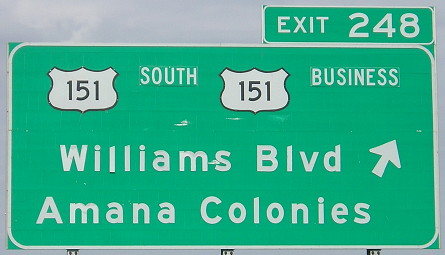 EXIT 248
151 SOUTH 151 BUSINESS
Williams Blvd
Amana Colonies